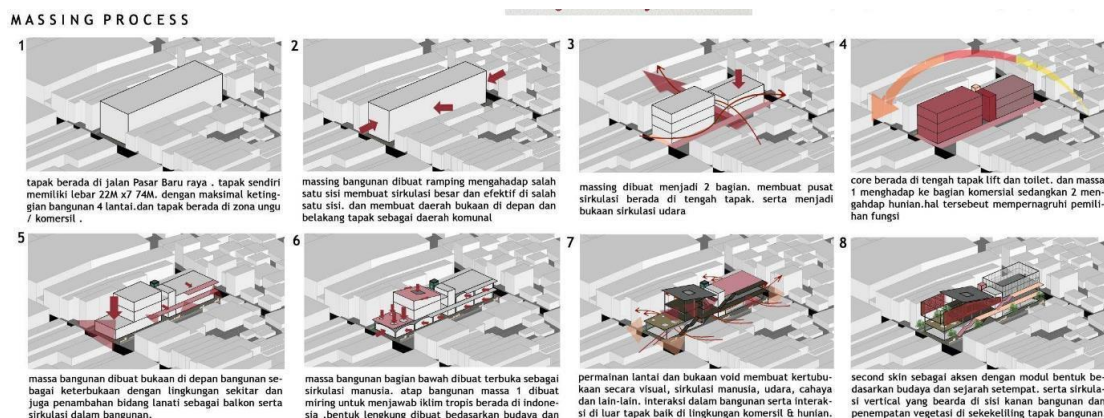 MASSING PROCESS
1
tapak berada di jalan Pasar Baru raya . tapak sendiri
memiliki lebar 22M x7 74M. dengan maksimal keting-
gian bangunan 4 lantai.dan tapak berada di zona ungu
/ komersil .
2
massing bangunan dibuat ramping mengahadap salah
satu sisi membuat sirkulasi besar dan efektif di salah
satu sisi. dan membuat daerah bukaan di depan dan
belakang tapak sebagai daerah komunal
3
massing dibuat menjadi 2 bagian. membuat pusat
sirkulasi berada di tengah tapak. serta menjadi
bukaan sirkulasi udara
4
core berada di tengah tapak lift dan toilet. dan massa
1 menghadap ke bagian komersial sedangkan 2 men-
gahdap hunian.hal tersebut mempernagruhi pemili-
han fungsi
5
massa bangunan dibuat bukaan di depan bangunan se-
bagai keterbukaan dengan lingkungan sekitar dan
juga penambahan bidang lanati sebagai balkon serta
sirkulasi dalam bangunan.
6
massa bangunan bagian bawah dibuat terbuka sebagai
sirkulasi manusia. atap bangunan massa 1 dibuat
miring untuk menjawab iklim tropis berada di indone-
sia .bentuk lengkung dibuat bedasarkan budaya dan
7
permainan lantai dan bukaan void membuat kertubu-
kaan secara visual, sirkulasi manusia, udara, cahaya
dan lain-lain. interaksi dalam bangunan serta interak-
si di luar tapak baik di lingkungan komersil & hunian.
8
second skin sebagai aksen dengan modul bentuk be-
dasarkan budaya dan sejarah setempat. serta sirkula-
si vertical yang bearda di sisi kanan bangunan dan
penempatan vegetasi di sekekeliling tapak bangunan